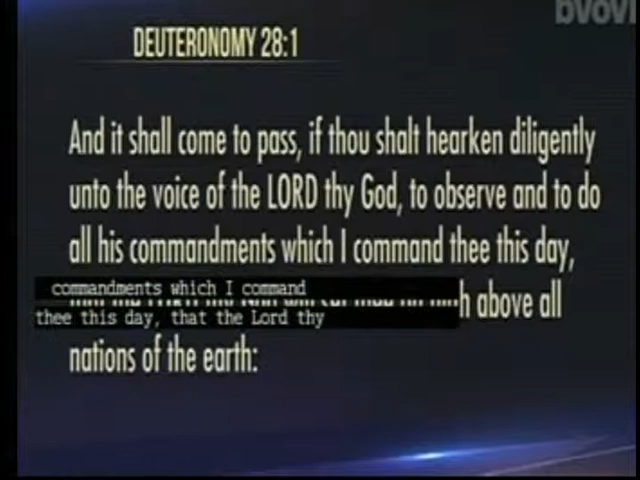 bvov
DEUTERONOMY 28:1
And it shall come to pass, if thou shalt hearken diligently
unto the voice of the LORD thy God, to observe and to do
all his commandments which I command thee this day,
commandments which I command
above all
thee this day, that the Lord thy
nations of the earth: